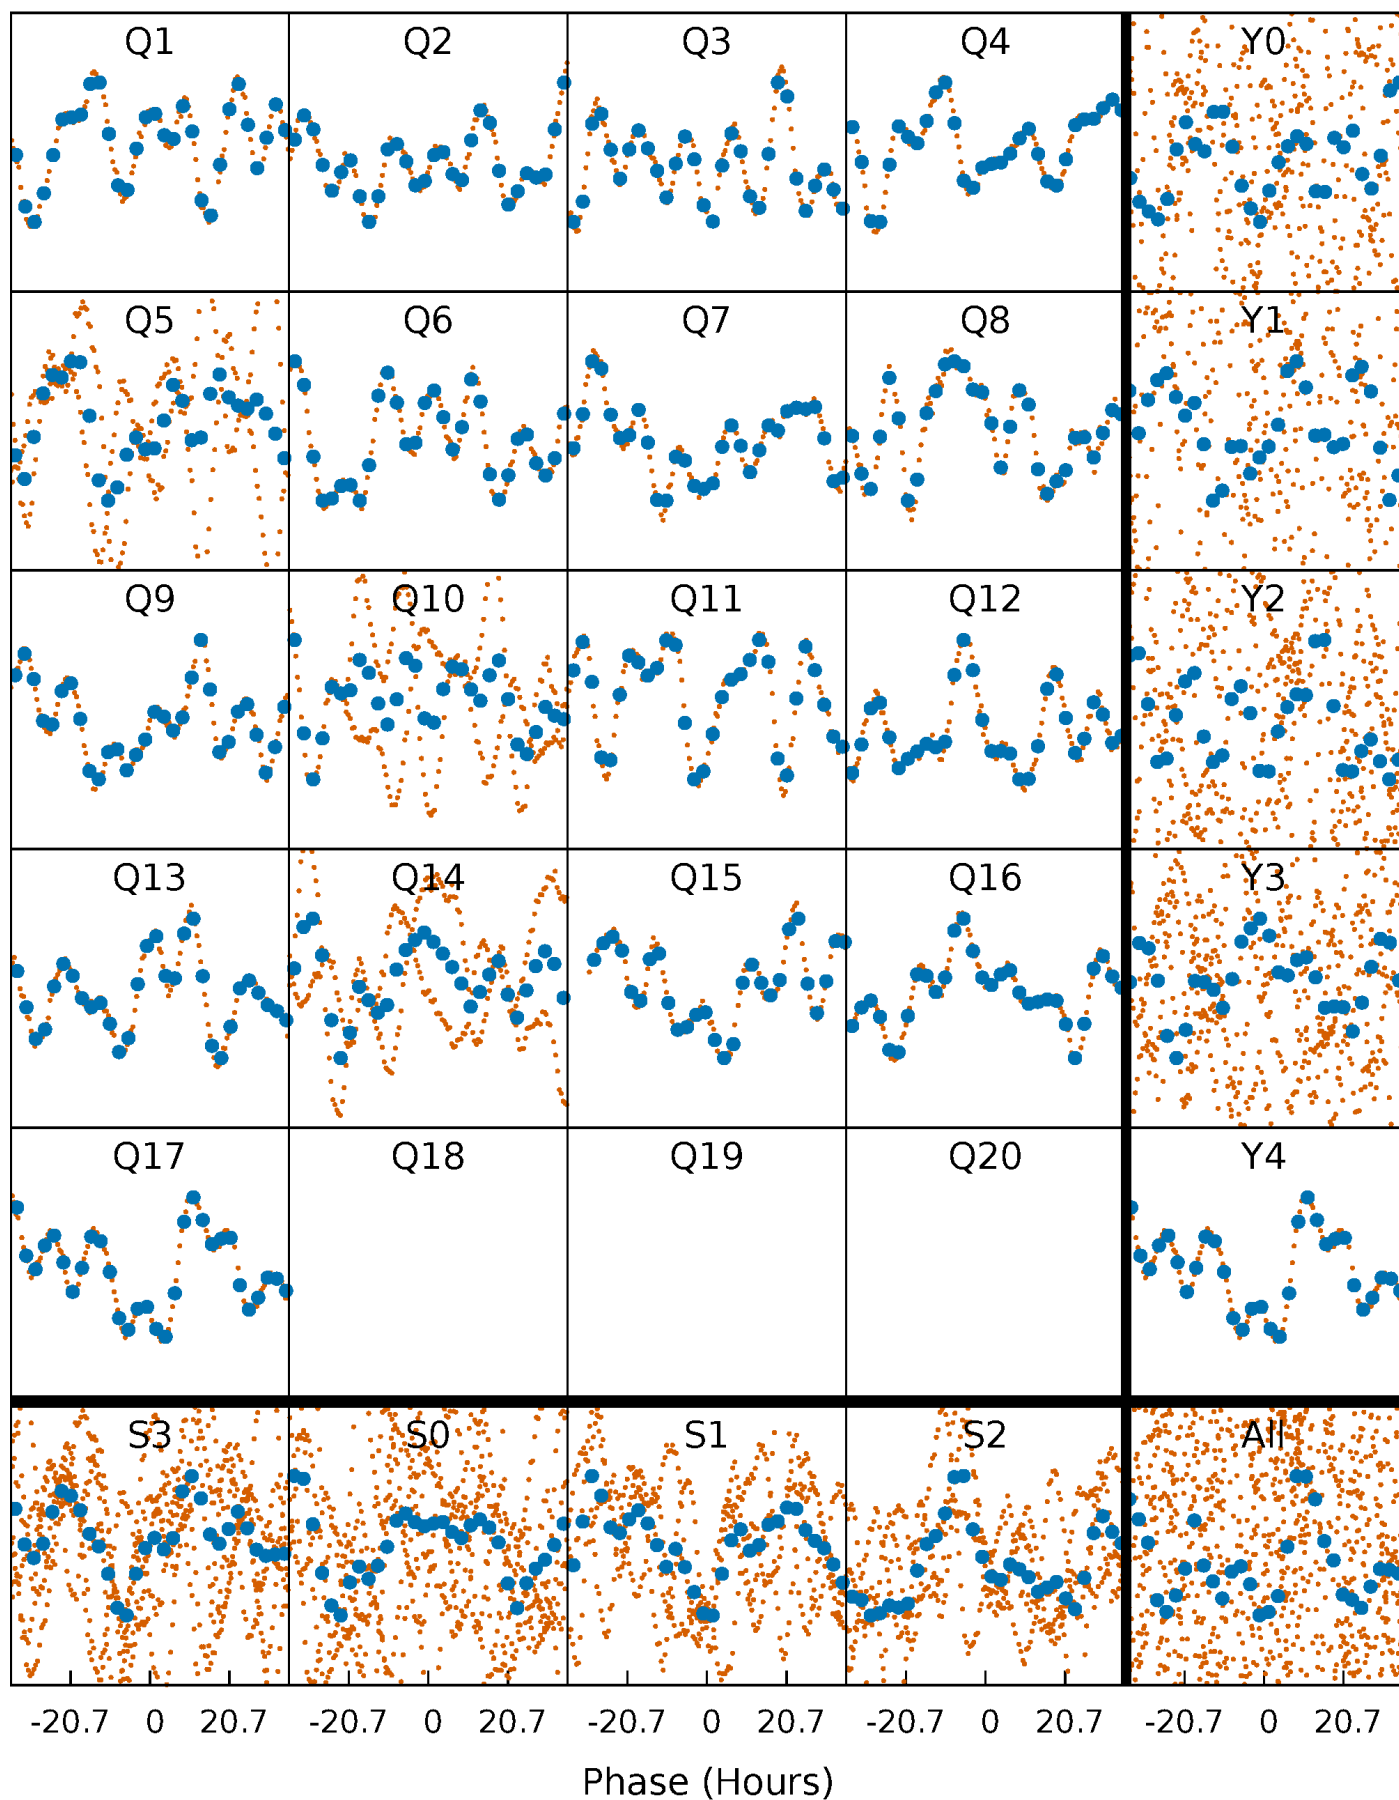 Q1 Q2 Q3 Q4 Y0
Q5 Q6 Q7 Q8 Y1
Q9 Q10 Q11 Q12 Y2
Q13 Q14 Q15 Q16 Y3
Q17 Q18 Q19 Q20 Y4
S3 S0 S1 S2 All
-20.7 0 20.7 -20.7 0 20.7 -20.7 0 20.7 -20.7 0 20.7 -20.7 0 20.7
Phase (Hours)